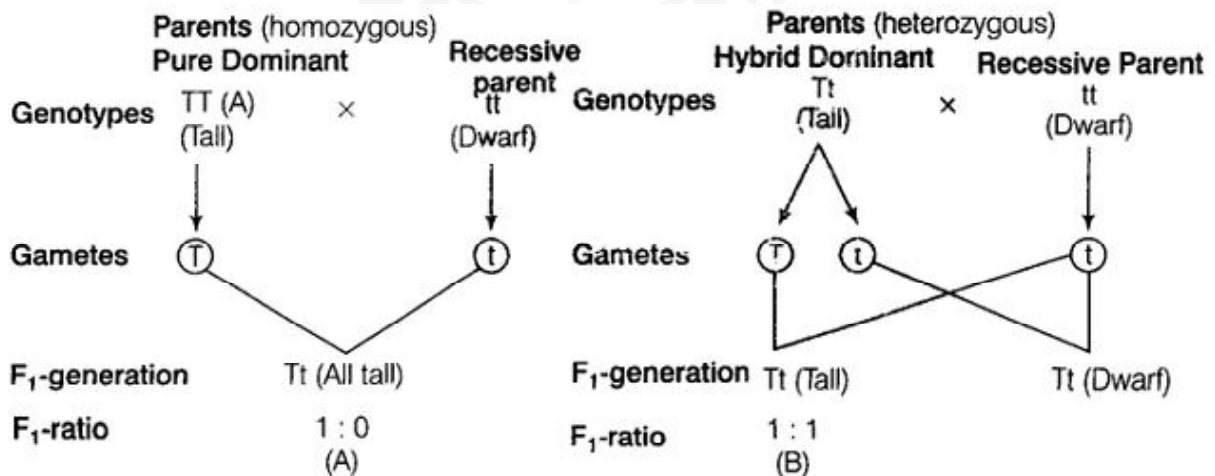 Parents (homozygous)
Pure Dominant
Recessive
parent
Genotypes TT (A) × tt
(Tall) (Dwarf)
Gametes T t
F₁-generation Tt (All tall)
F₁-ratio 1 : 0
(A)
Parents (heterozygous)
Hybrid Dominant Recessive Parent
Genotypes Tt × tt
(Tall) (Dwarf)
Gametes T t t
F₁-generation Tt (Tall) Tt (Dwarf)
F₁-ratio 1 : 1
(B)